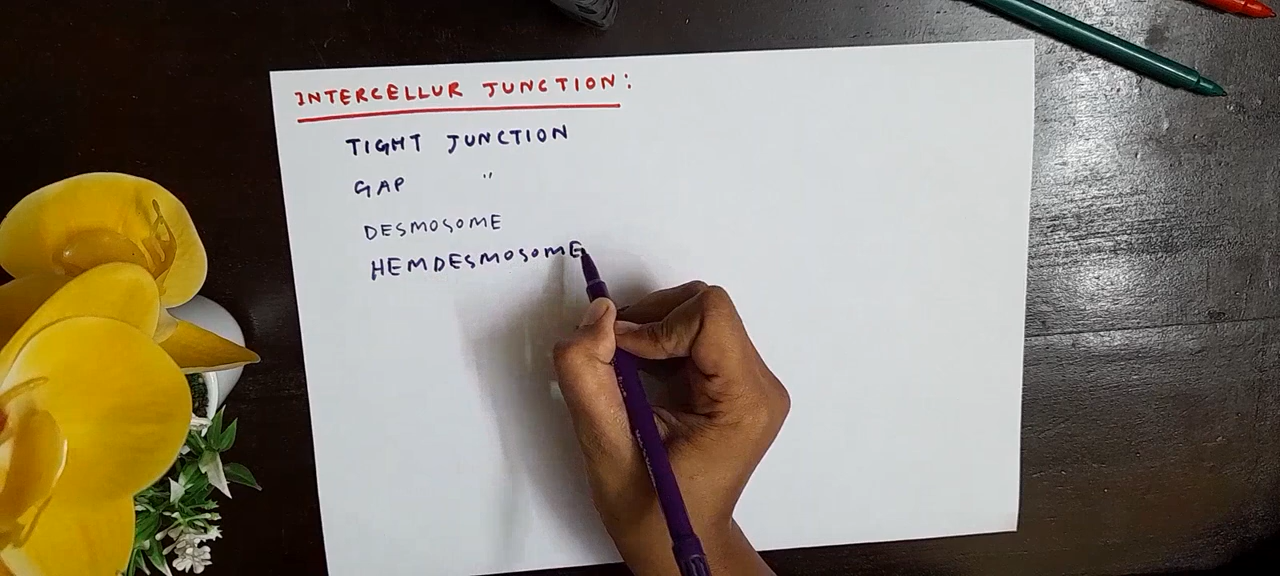 INTERCELLUR JUNCTION:
TIGHT JUNCTION
GAP "
DESMOSOME
HEMDESMOSOME